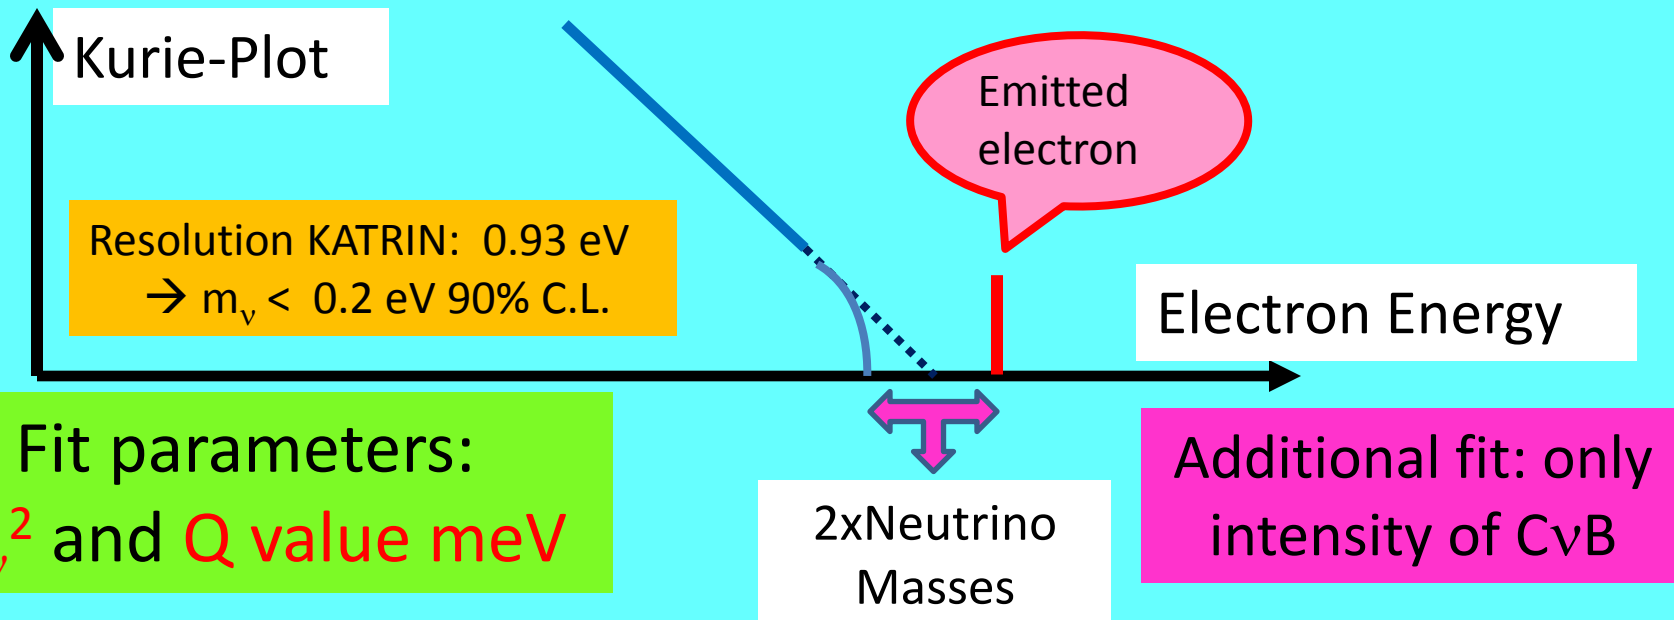 Kurie-Plot
Emitted
electron
Resolution KATRIN: 0.93 eV
→ mν < 0.2 eV 90% C.L.
Electron Energy
Fit parameters:
² and Q value meV
2xNeutrino
Masses
Additional fit: only
intensity of CνB